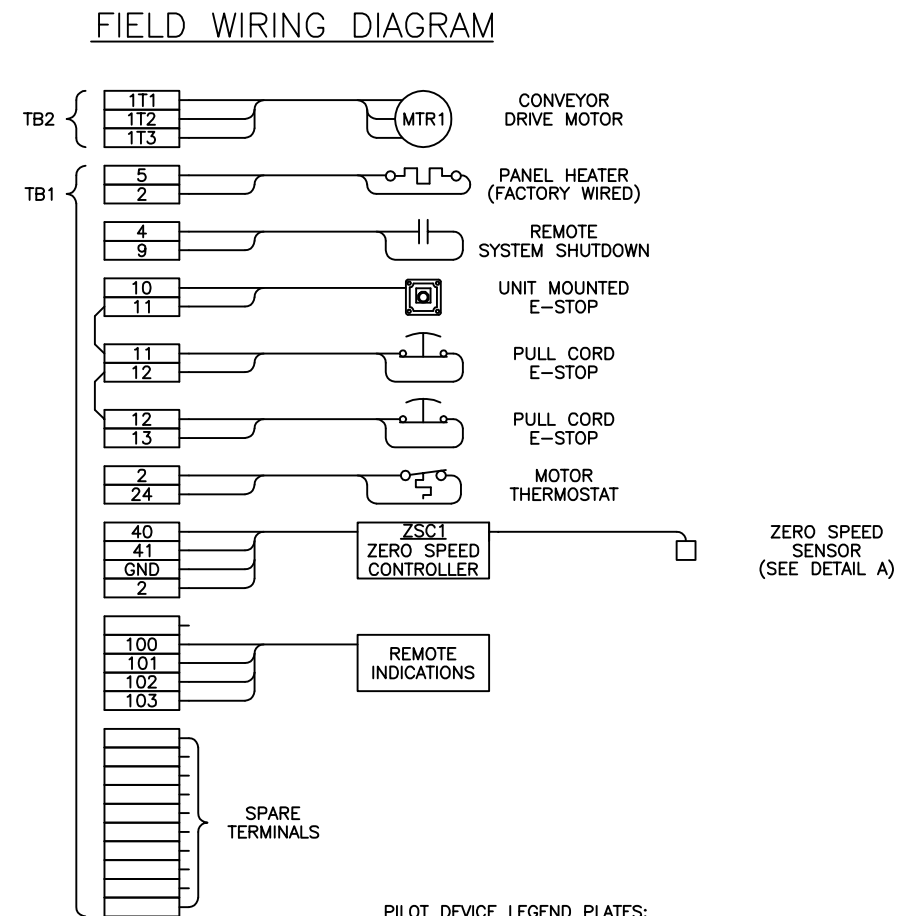 FIELD WIRING DIAGRAM
TB2
1T1
1T2
1T3
MTR1
CONVEYOR
DRIVE MOTOR
TB1
5
2
PANEL HEATER
(FACTORY WIRED)
4
9
REMOTE
SYSTEM SHUTDOWN
10
11
UNIT MOUNTED
E-STOP
11
12
PULL CORD
E-STOP
12
13
PULL CORD
E-STOP
2
24
MOTOR
THERMOSTAT
40
41
GND
2
ZSC1
ZERO SPEED
CONTROLLER
ZERO SPEED
SENSOR
(SEE DETAIL A)
100
101
102
103
REMOTE
INDICATIONS
SPARE
TERMINALS
PILOT DEVICE LEGEND PLATES: